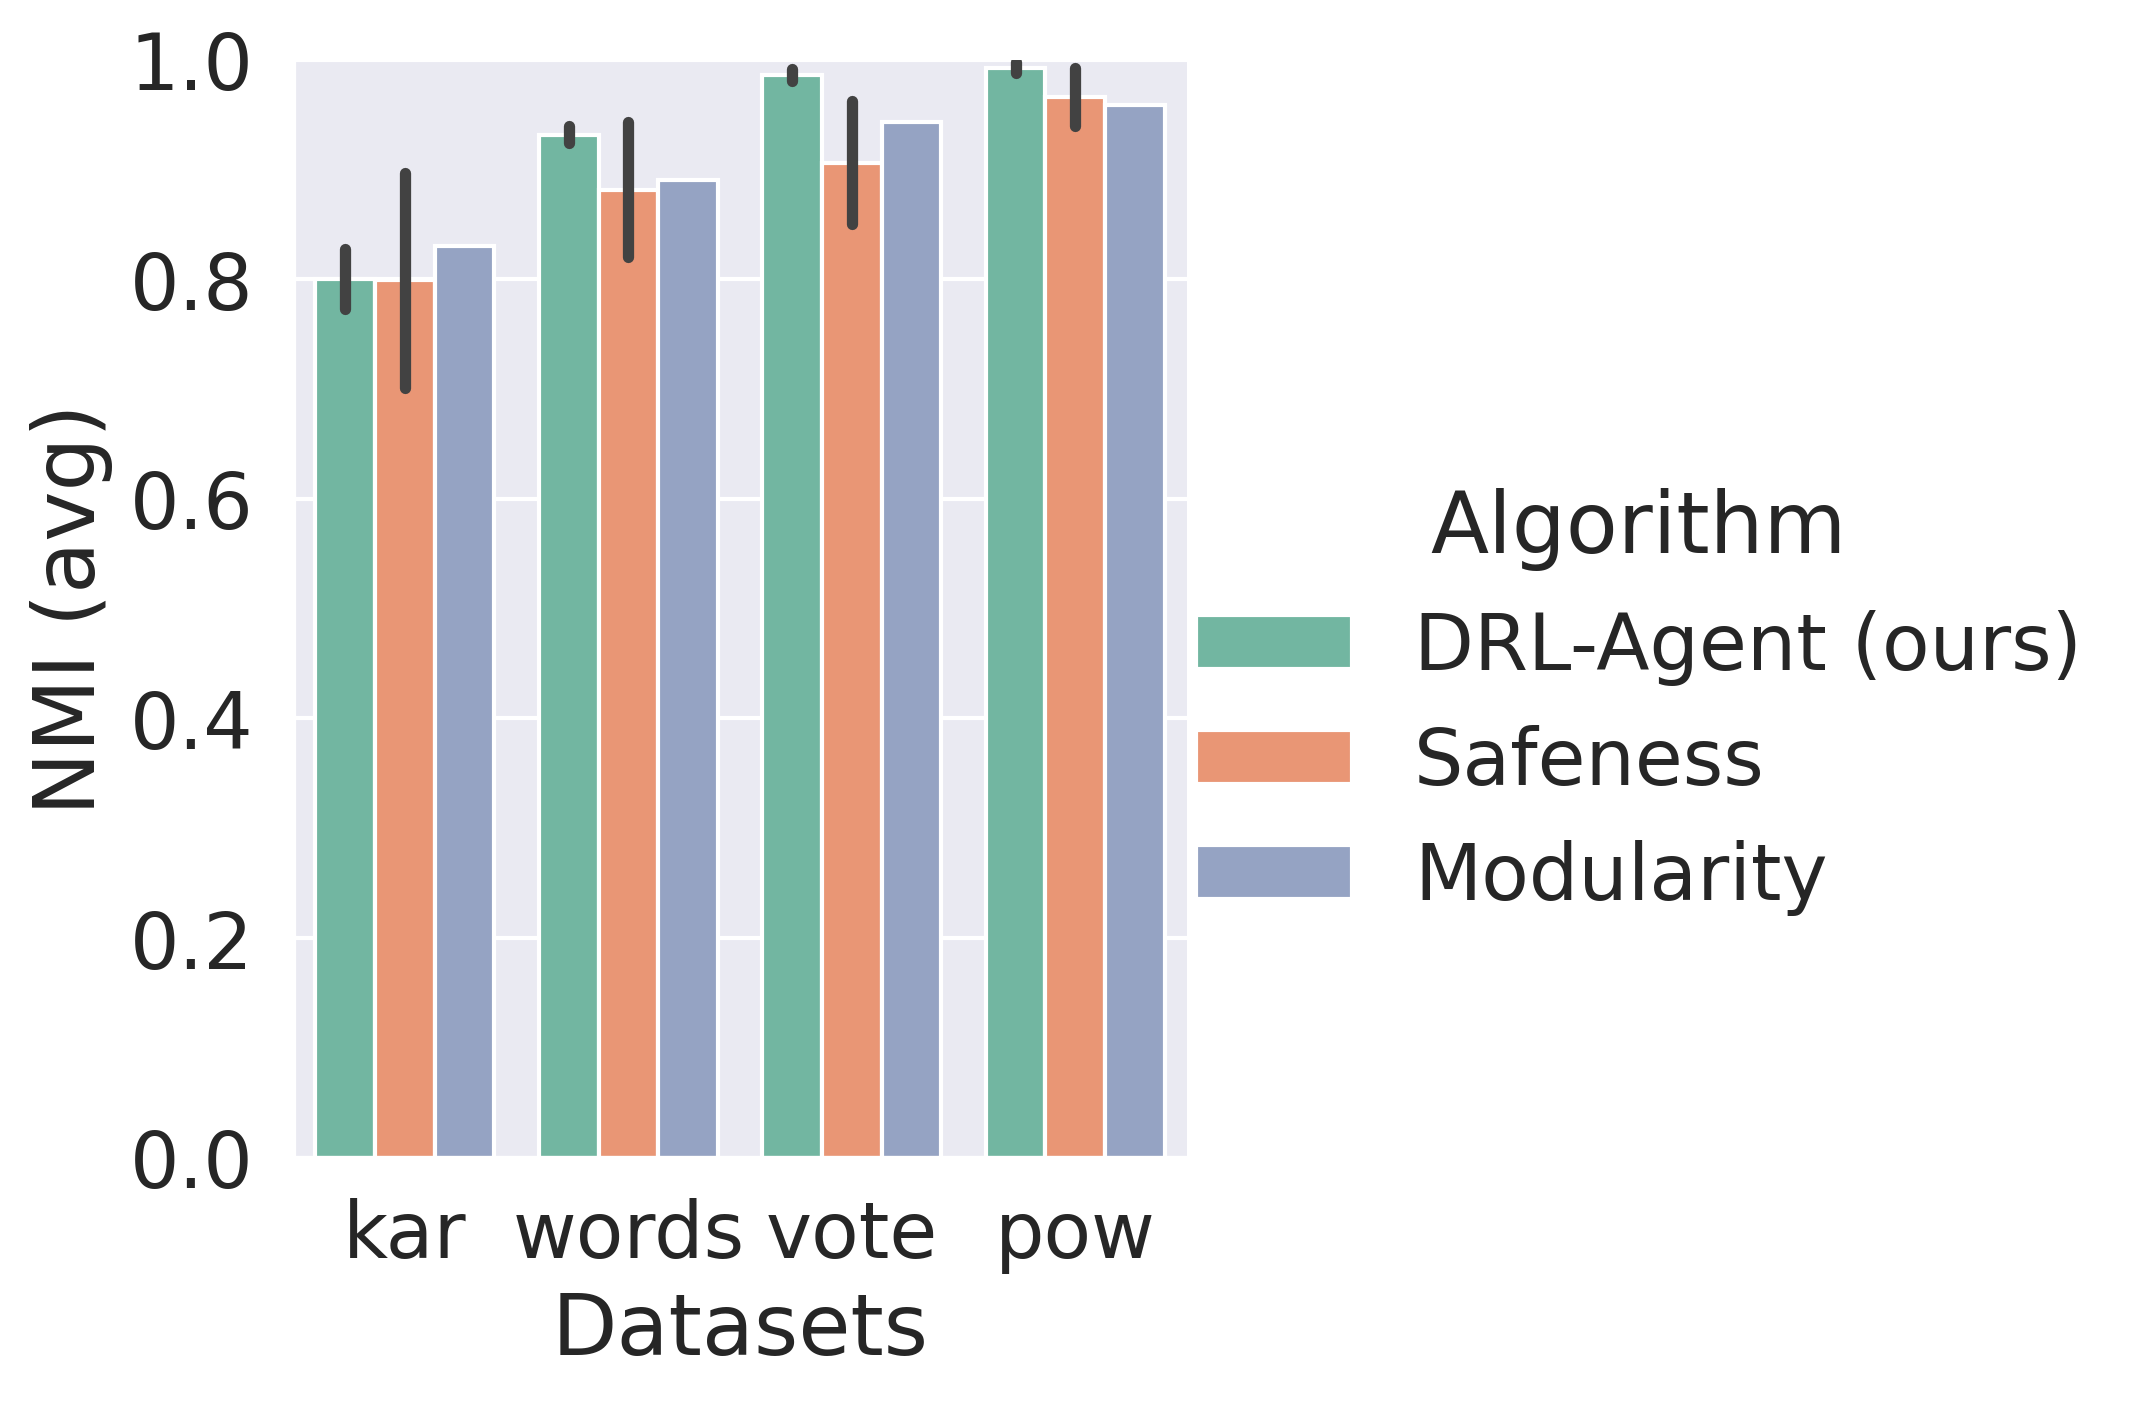 1.0
0.8
0.6
0.4
0.2
0.0
NMI (avg)
kar words vote pow
Datasets
Algorithm
DRL-Agent (ours)
Safeness
Modularity